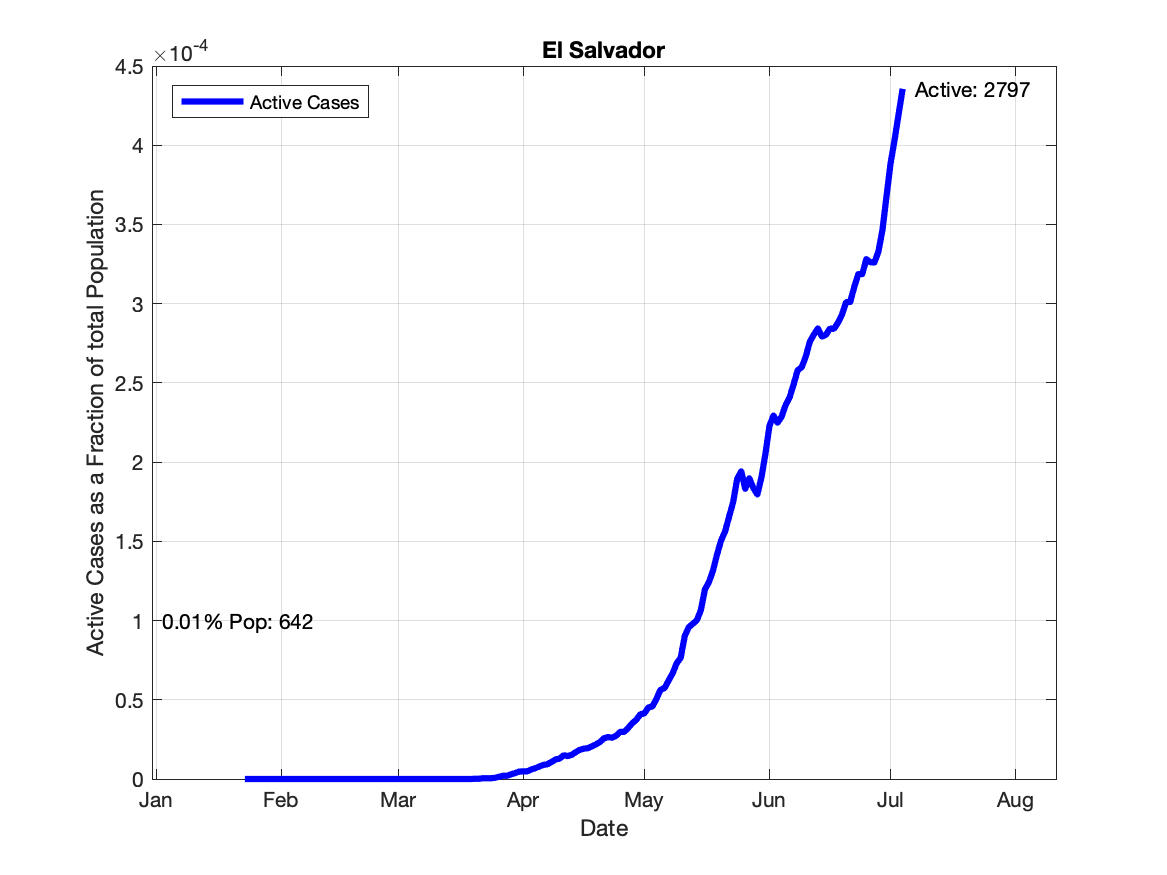 El Salvador
×10-4
Active Cases
Active: 2797
4.5
4
3.5
3
2.5
2
1.5
1
0.5
0
0.01% Pop: 642
Active Cases as a Fraction of total Population
Jan Feb Mar Apr May Jun Jul Aug
Date